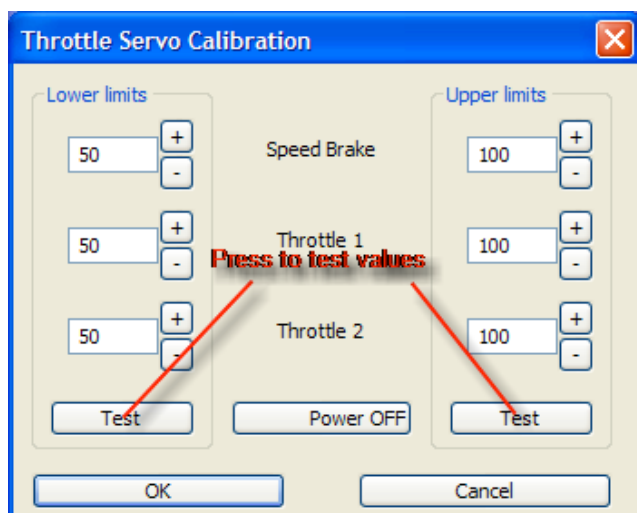 Throttle Servo Calibration
Lower limits
Upper limits
50
+
-
Speed Brake
100
+
-
50
+
-
Throttle 1
100
+
-
Press to test values
50
+
-
Throttle 2
100
+
-
Test
Power OFF
Test
OK
Cancel